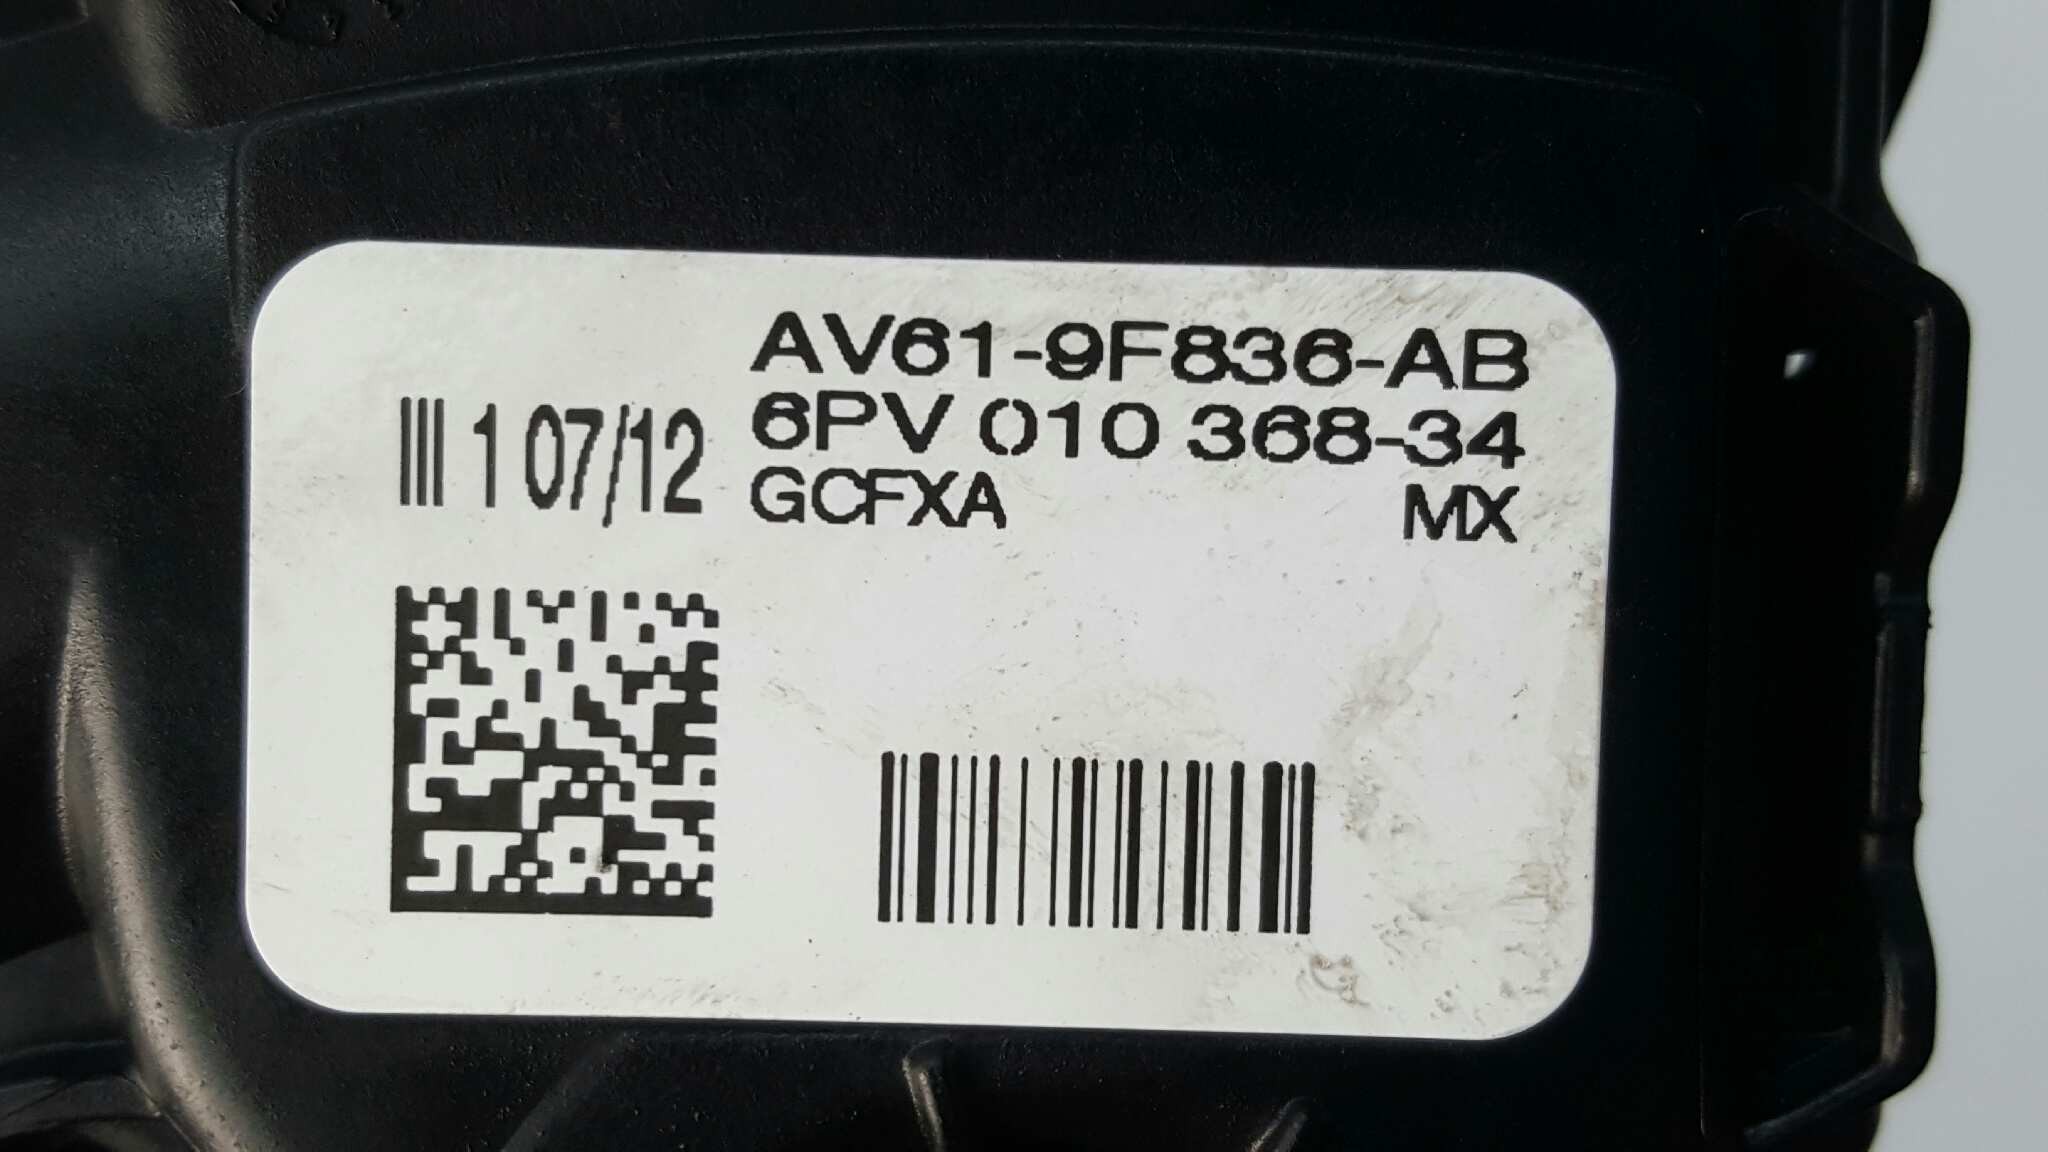 AV61-9F836-AB
6PV 010 368-34
GCFXA MX
1 07/12